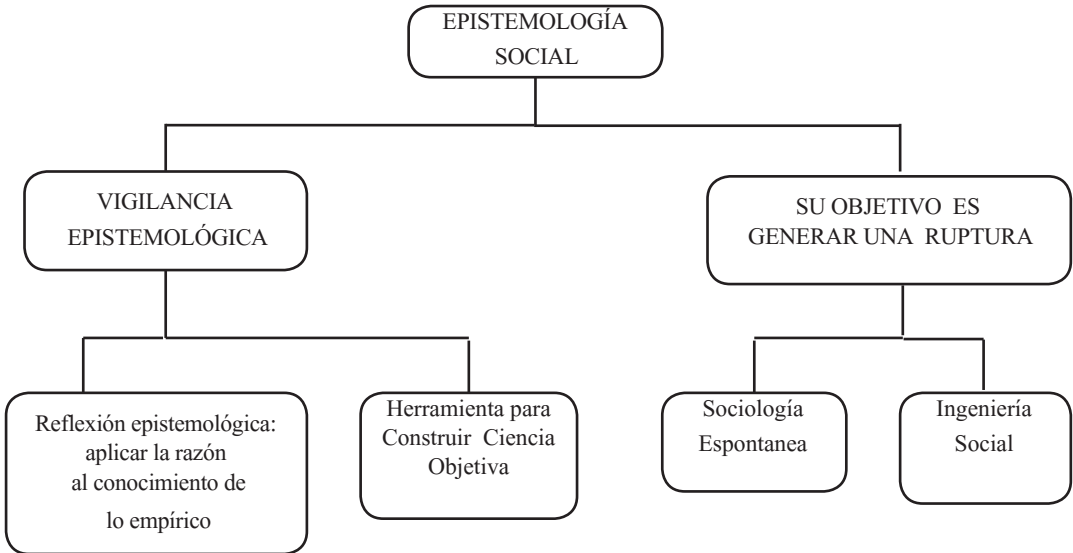 EPISTEMOLOGÍA
SOCIAL
VIGILANCIA
EPISTEMOLÓGICA
SU OBJETIVO ES
GENERAR UNA RUPTURA
Reflexión epistemológica:
aplicar la razón
al conocimiento de
lo empírico
Herramienta para
Construir Ciencia
Objetiva
Sociología
Espontanea
Ingeniería
Social